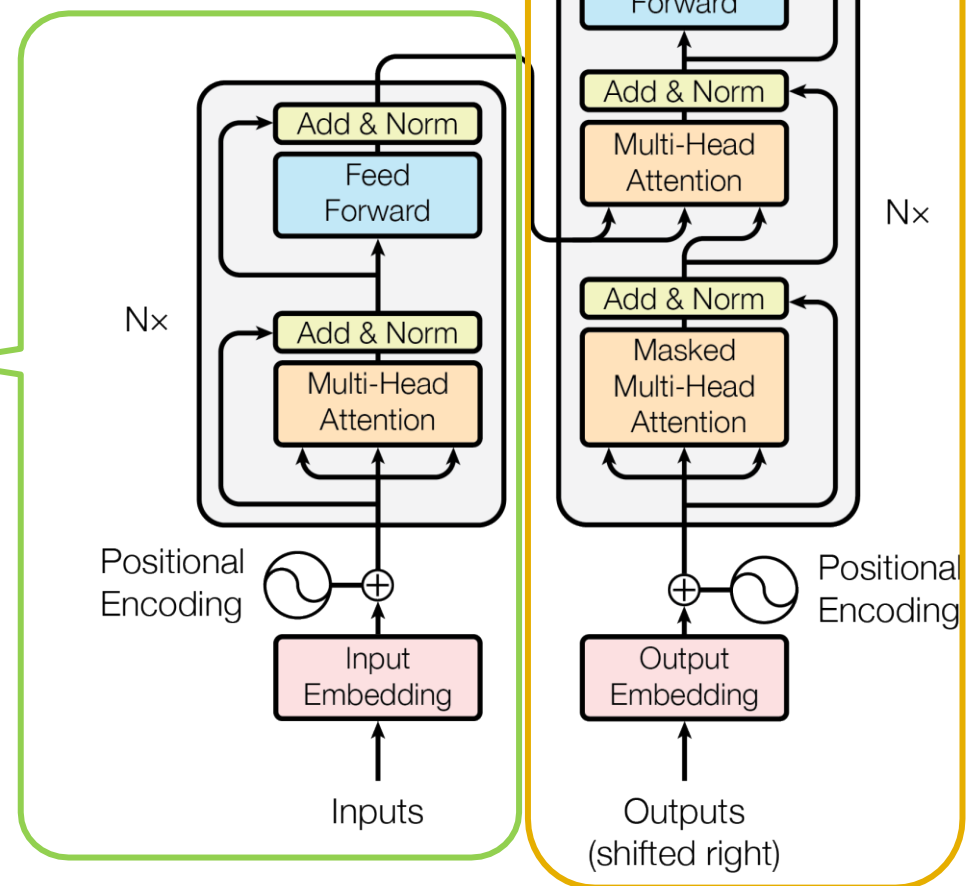 Add & Norm
Feed
Forward
Nx
Add & Norm
Multi-Head
Attention
Positional
Encoding
Input
Embedding
Inputs
Forward
Add & Norm
Multi-Head
Attention
N×
Add & Norm
Masked
Multi-Head
Attention
Positional
Encoding
Output
Embedding
Outputs
(shifted right)